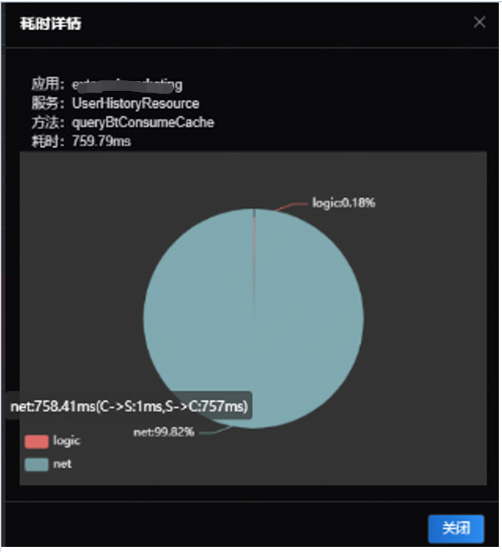 耗时详情
应用：
服务：UserHistoryResource
方法：queryBtConsumeCache
耗时：759.79ms
logic:0.18%
net:758.41ms(C->S:1ms,S->C:757ms)
net:99.82%
logic
net
关闭